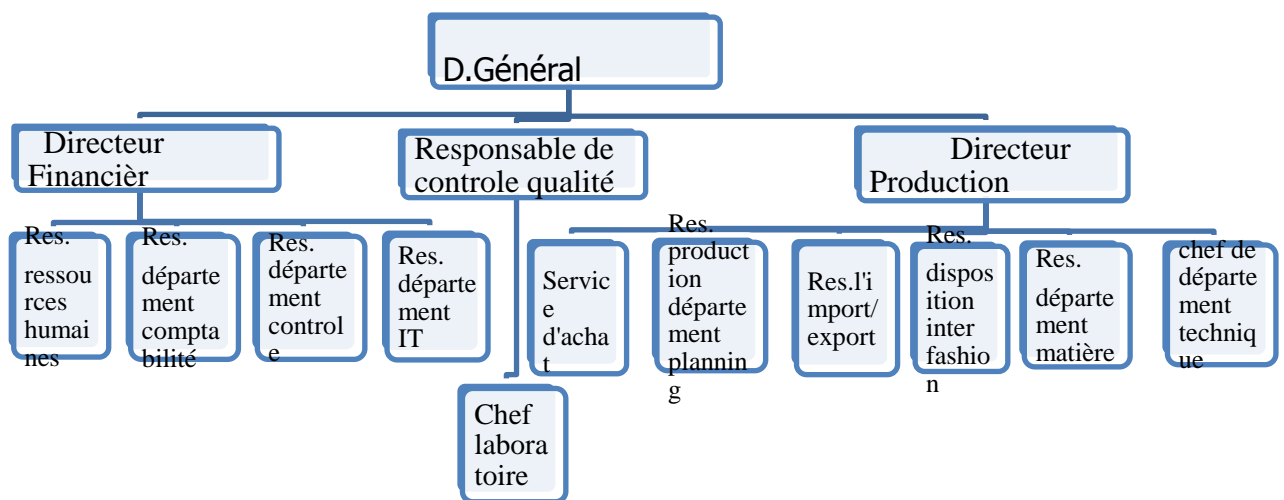 D.Général
Directeur
Financièr
Responsable de
controle qualité
Directeur
Production
Res.
ressou
rces
humai
nes
Res.
départe
ment
compta
bilité
Res.
départe
ment
control
e
Res.
départe
ment
IT
Servic
e
d'acha
t
Res.
product
ion
départe
ment
plannin
g
Res.l'i
mport/
export
Res.
dispos
ition
inter
fashio
n
Res.
départe
ment
matière
chef de
départe
ment
techniq
ue
Chef
labora
toire